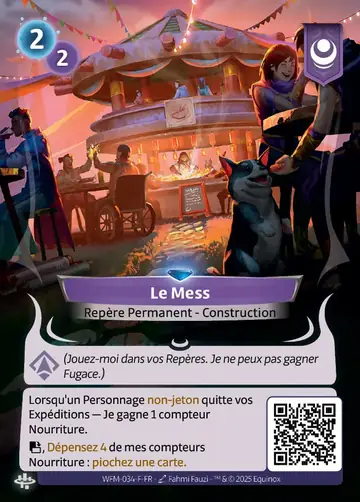 2
2
Le Mess
Repère Permanent - Construction
(Jouez-moi dans vos Repères. Je ne peux pas gagner
Fugace.)
Lorsqu'un Personnage non-jeton quitte vos
Expéditions — Je gagne 1 compteur
Nourriture.
, Dépensez 4 de mes compteurs
Nourriture : piochez une carte.
WFM-034-F-FR - Fahmi Fauzi - ™ & © 2025 Equinox